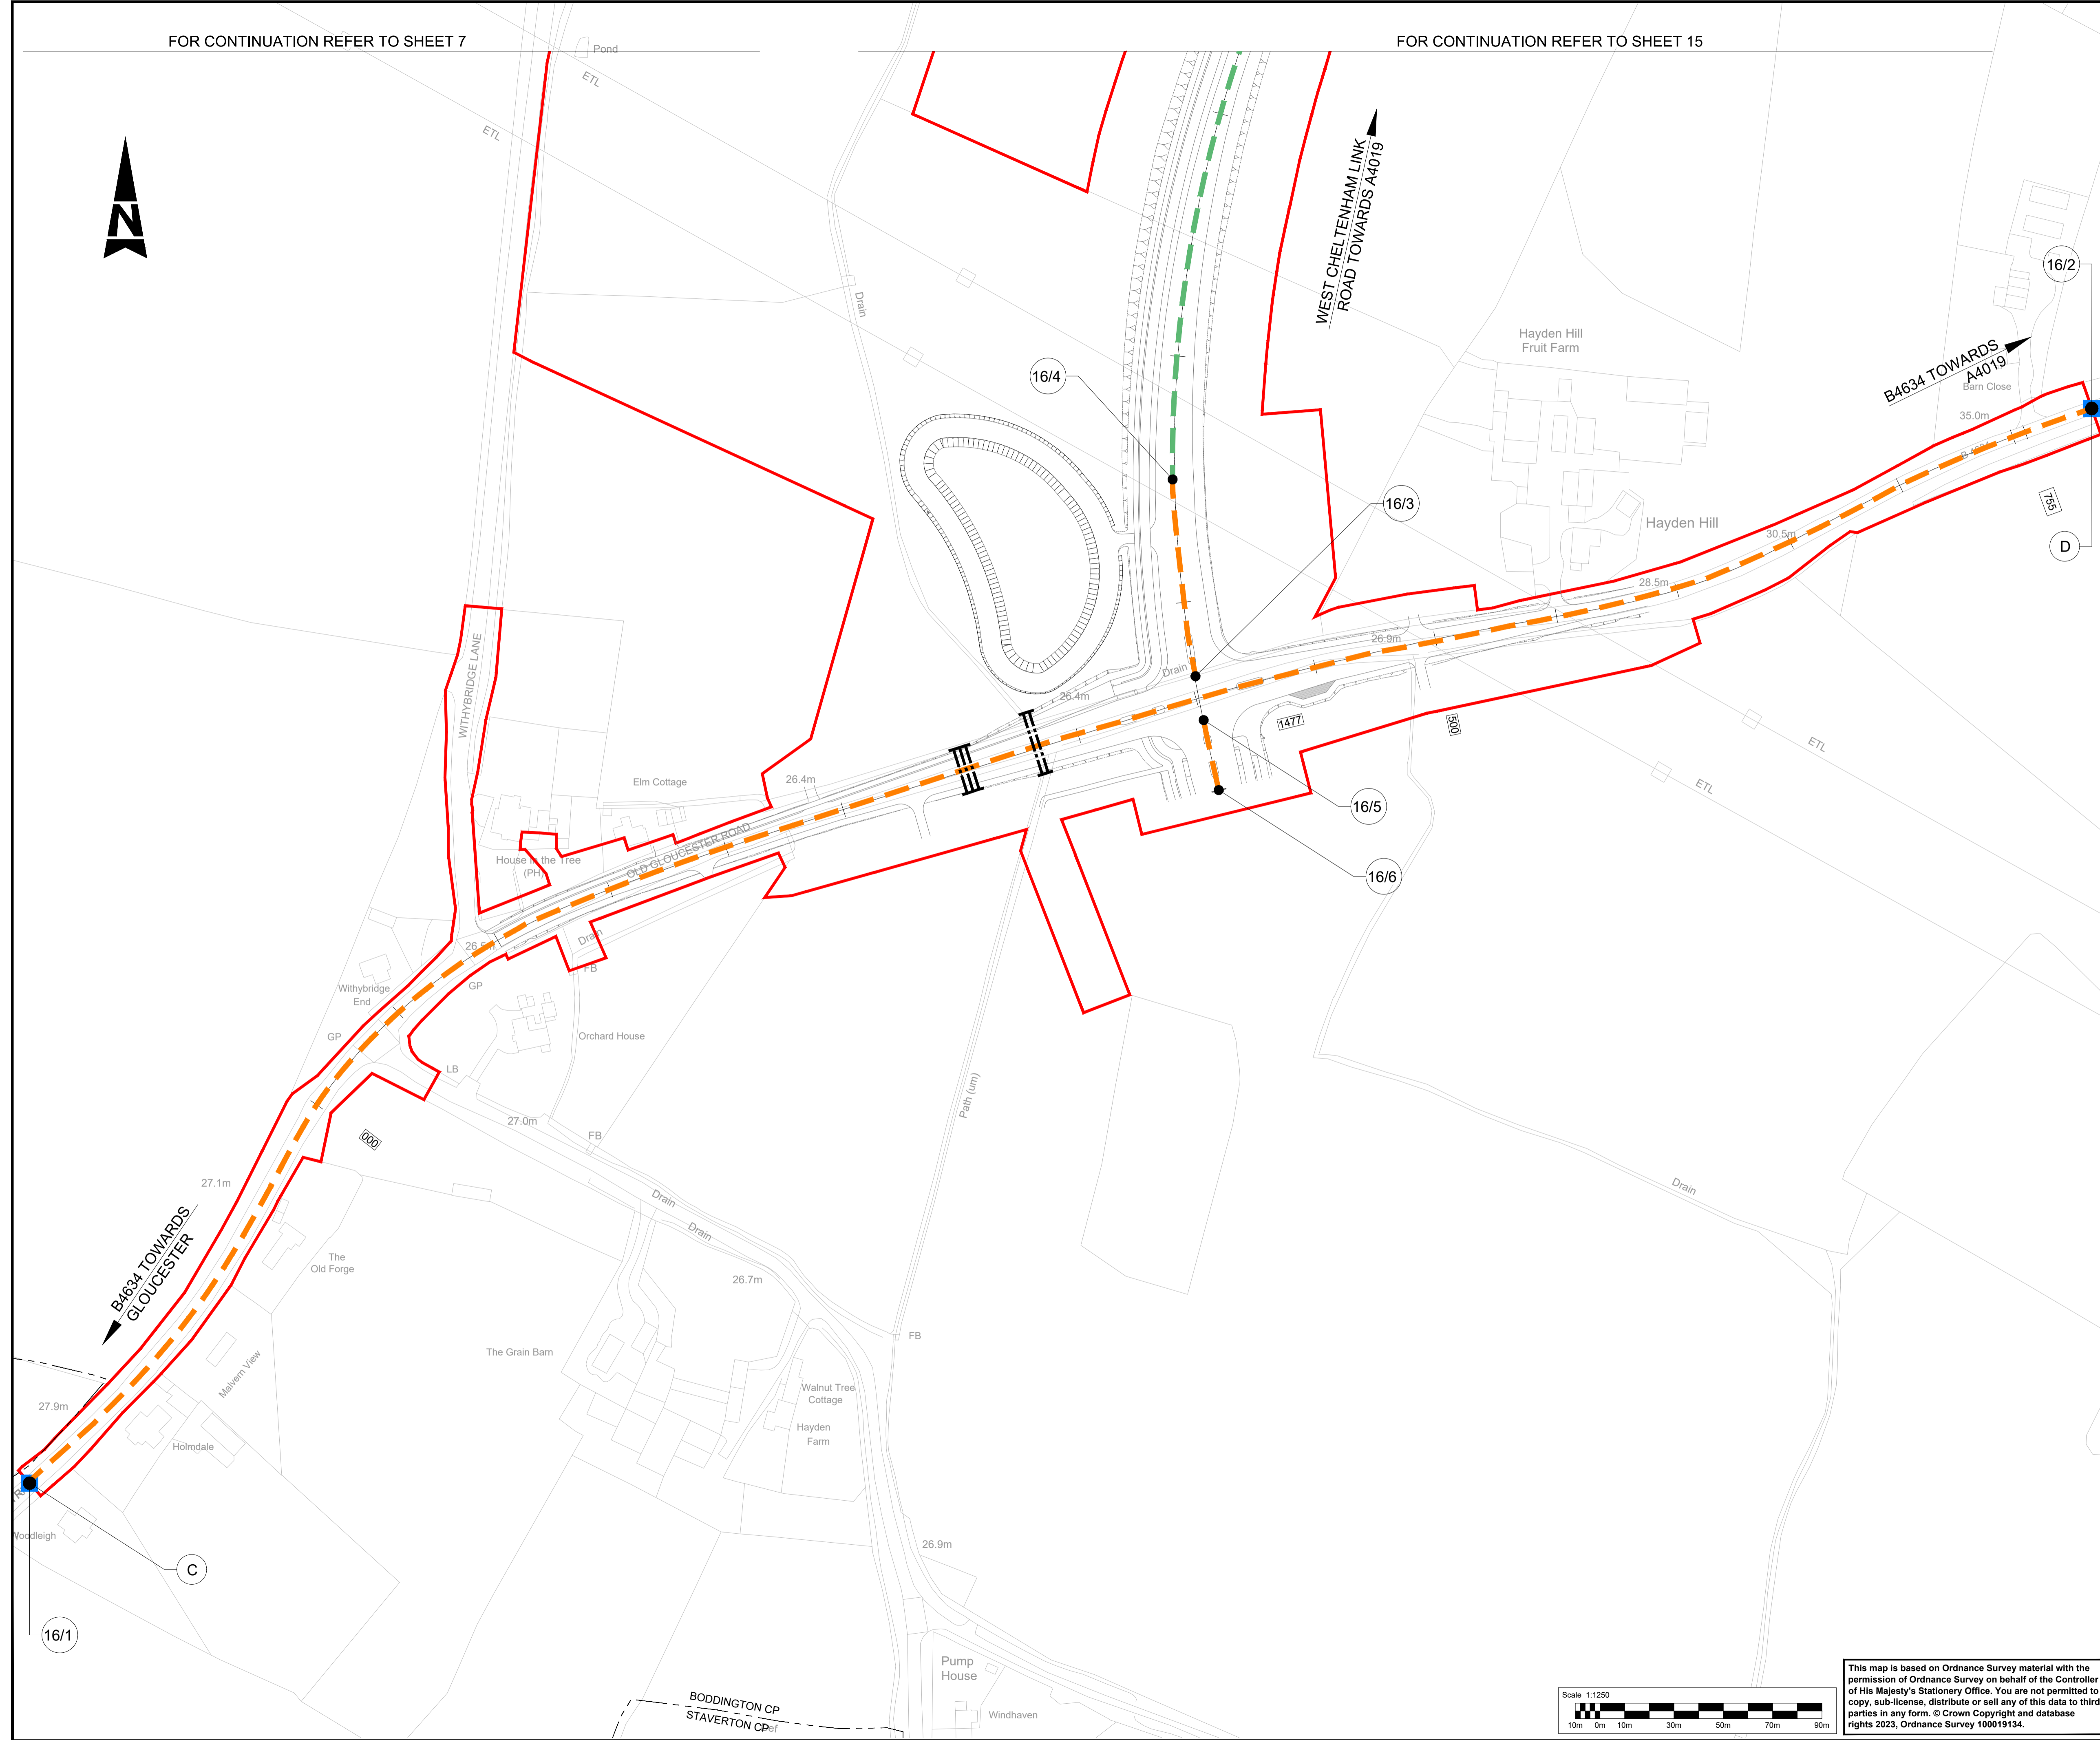 FOR CONTINUATION REFER TO SHEET 7
FOR CONTINUATION REFER TO SHEET 15
Pond
ETL
ETL
N
WEST CHELTENHAM LINK
ROAD TOWARDS A4019
16/2
Drain
Hayden Hill
Fruit Farm
B4634 TOWARDS
A4019
16/4
Barn Close
35.0m
16/3
755
Hayden Hill
30.5m
D
28.5m
WITHYBRIDGE LANE
26.9m
Drain
26.4m
1477
500
ETL
ETL
Elm Cottage
26.4m
16/5
OLD GLOUCESTER ROAD
House in the Tree
(PH)
16/6
26.5m
Drain
FB
GP
Withybridge
End
GP
Orchard House
LB
27.0m
Path (um)
000
FB
27.1m
Drain
Drain
Drain
B4634 TOWARDS
GLOUCESTER
The
Old Forge
26.7m
FB
The Grain Barn
Malvern View
Walnut Tree
Cottage
27.9m
Hayden
Farm
Holmdale
Woodleigh
26.9m
C
16/1
Pump
House
BODDINGTON CP
STAVERTON CP
Windhaven
Scale 1:1250
10m 0m 10m 30m 50m 70m 90m
This map is based on Ordnance Survey material with the
permission of Ordnance Survey on behalf of the Controller
of His Majesty's Stationery Office. You are not permitted to
copy, sub-license, distribute or sell any of this data to third
parties in any form. © Crown Copyright and database
rights 2023, Ordnance Survey 100019134.